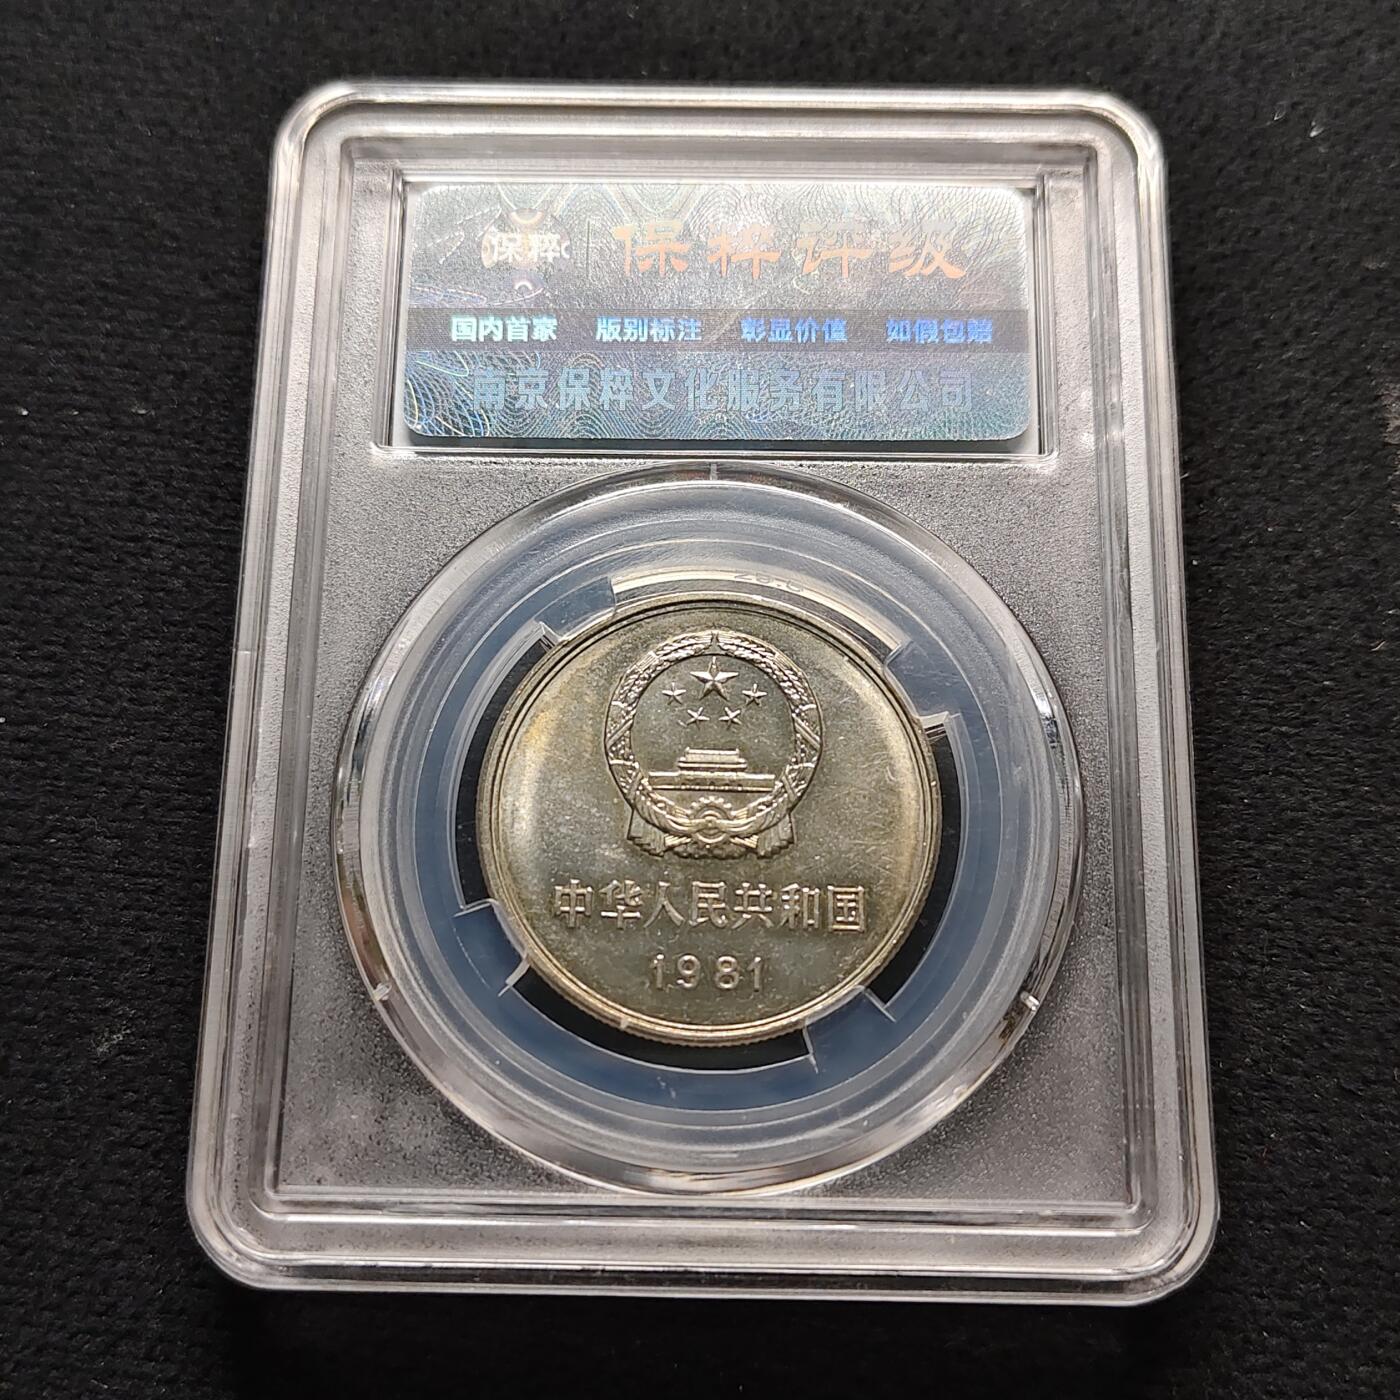 保粹 保粹评级
国内首家 版别标注 彰显价值 如假包赔
南京保粹文化服务有限公司
中华人民共和国
1981